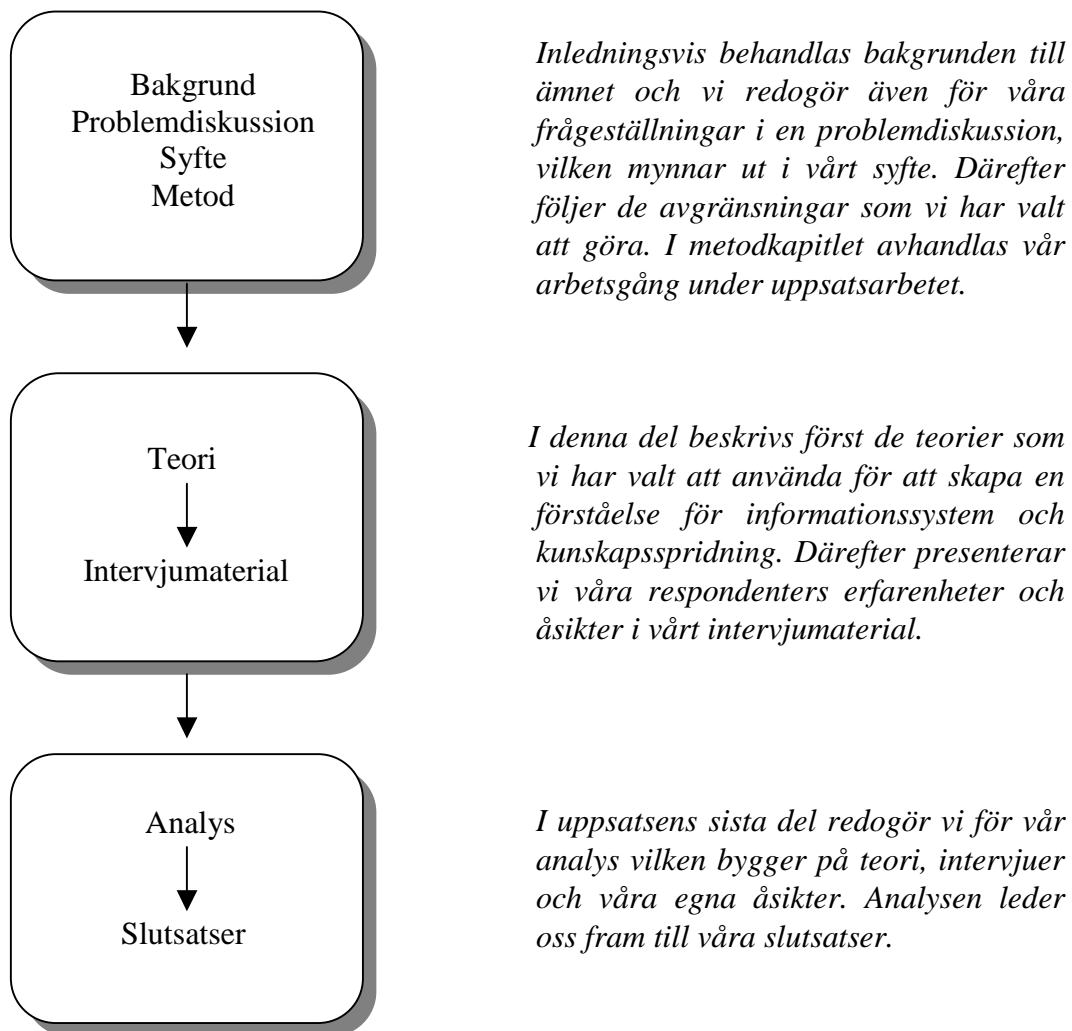 Bakgrund
Problemdiskussion
Syfte
Metod
Inledningsvis behandlas bakgrunden till
ämnet och vi redogör även för våra
frågeställningar i en problemdiskussion,
vilken mynnar ut i vårt syfte. Därefter
följer de avgränsningar som vi har valt
att göra. I metodkapitlet avhandlas vår
arbetsgång under uppsatsarbetet.
Teori
Intervjumaterial
I denna del beskrivs först de teorier som
vi har valt att använda för att skapa en
förståelse för informationssystem och
kunskapsspridning. Därefter presenterar
vi våra respondenters erfarenheter och
åsikter i vårt intervjumaterial.
Analys
Slutsatser
I uppsatsens sista del redogör vi för vår
analys vilken bygger på teori, intervjuer
och våra egna åsikter. Analysen leder
oss fram till våra slutsatser.